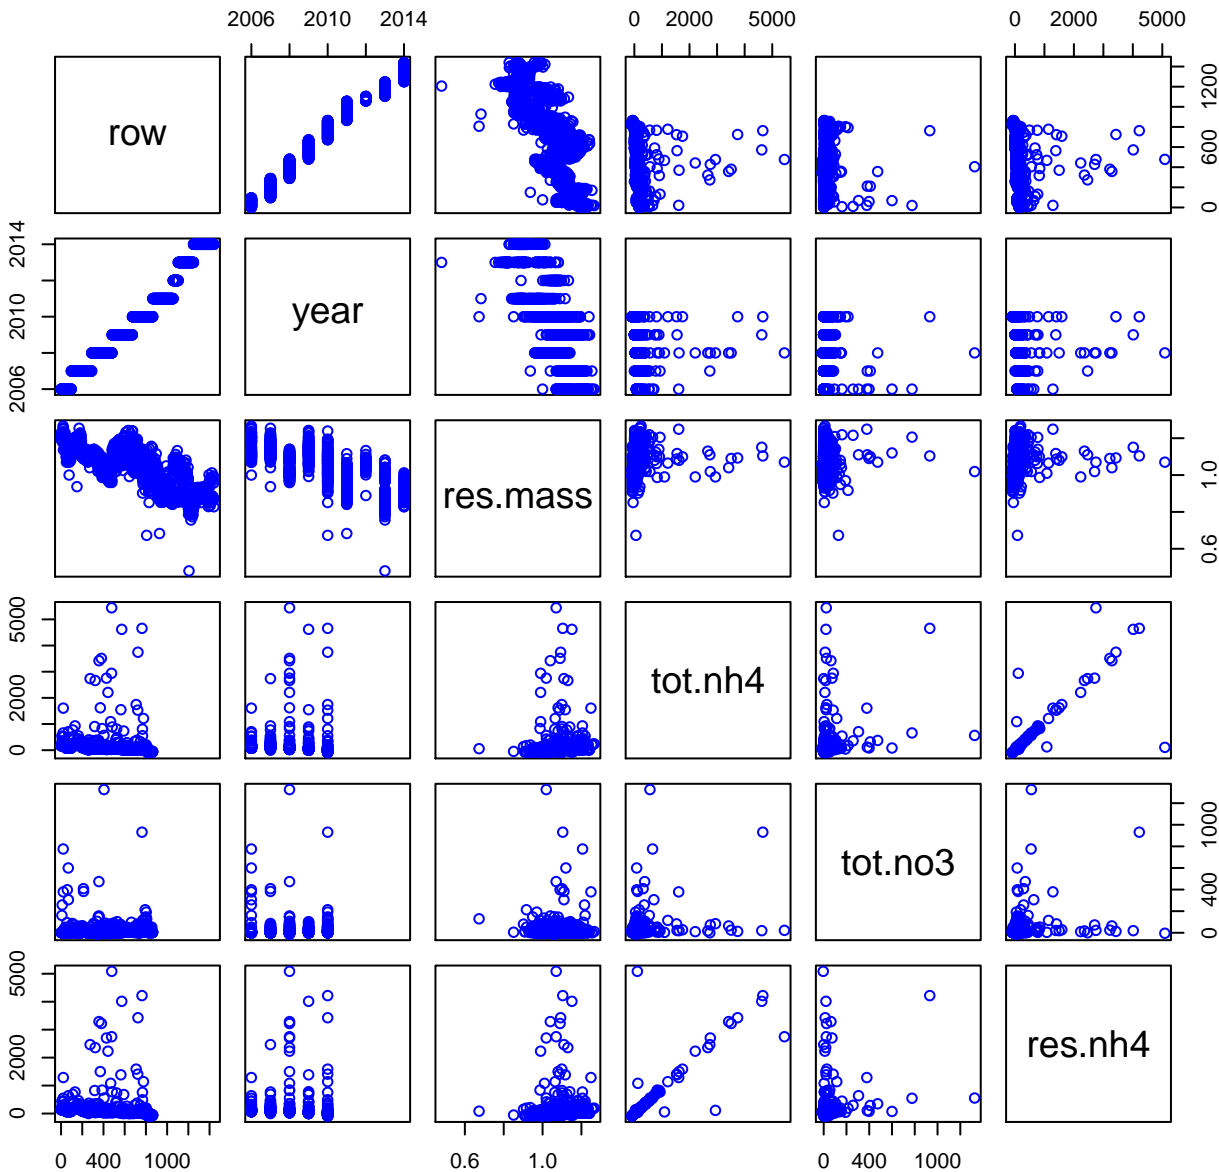 2006 2010 2014 0 2000 5000 0 2000 5000
row 0 600 1200
2006 2010 2014 year
res.mass 0.6 1.0
0 2000 5000 tot.nh4
tot.no3 0 400 1000
0 2000 5000 res.nh4
0 400 1000 0.6 1.0 0 400 1000